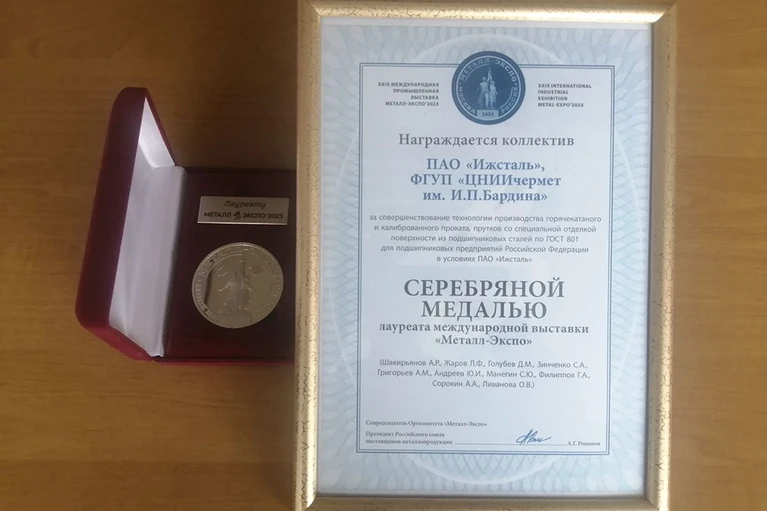 XXIX МЕЖДУНАРОДНАЯ
ПРОМЫШЛЕННАЯ
ВЫСТАВКА
МЕТАЛЛ-ЭКСПО'2023
МЕТАЛЛ-ЭКСПО
2023
XXIX INTERNATIONAL
INDUSTRIAL
EXHIBITION
METAL-EXPO'2023
Награждается коллектив
ПАО «Ижсталь»,
ФГУП «ЦНИИчермет
им. И.П.Бардина»
за совершенствование технологии производства горячекатаного
и калиброванного проката, прутков со специальной отделкой
поверхности из подшипниковых сталей по ГОСТ 801
для подшипниковых предприятий Российской Федерации
в условиях ПАО «Ижсталь»
СЕРЕБРЯНОЙ
МЕДАЛЬЮ
лауреата международной выставки
«Металл-Экспо»
(Шакирьянов А.Р., Жаров Л.Ф., Голубев Д.М., Зинченко С.А.,
Григорьев А.М., Андреев Ю.И., Манегин С.Ю., Филиппов Г.А.,
Сорокин А.А., Ливанова О.В.)
Сопредседатель Оргкомитета «Металл-Экспо»
Президент Российского союза
поставщиков металлопродукции
А.Г. Романов
Лауреату
МЕТАЛЛ ЭКСПО'2023